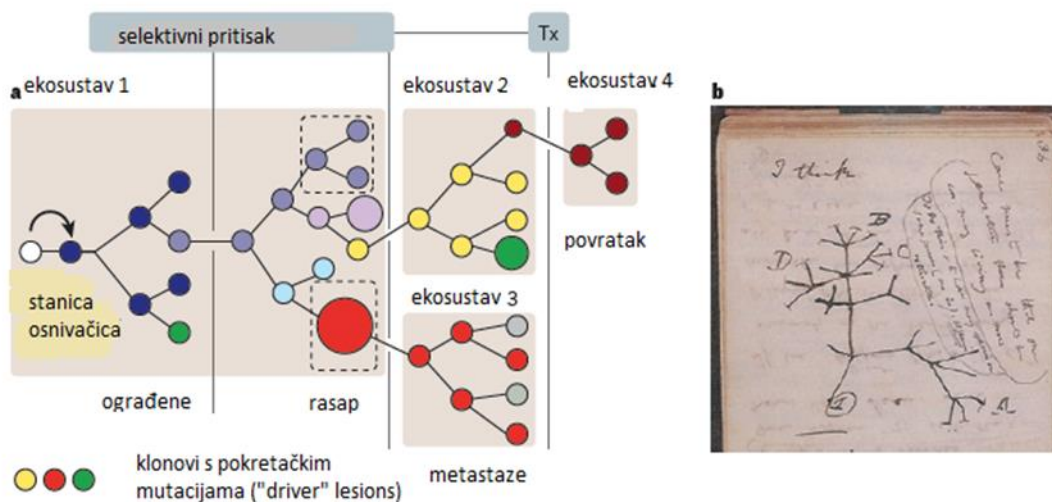 selektivni pritisak
Tx
a ekosustav 1
ekosustav 2
ekosustav 4
b
I think
povratak
stanica
osnivačica
ekosustav 3
ograđene
rasap
klonovi s pokretačkim
mutacijama ("driver" lesions)
metastaze
B
C
D
A
1